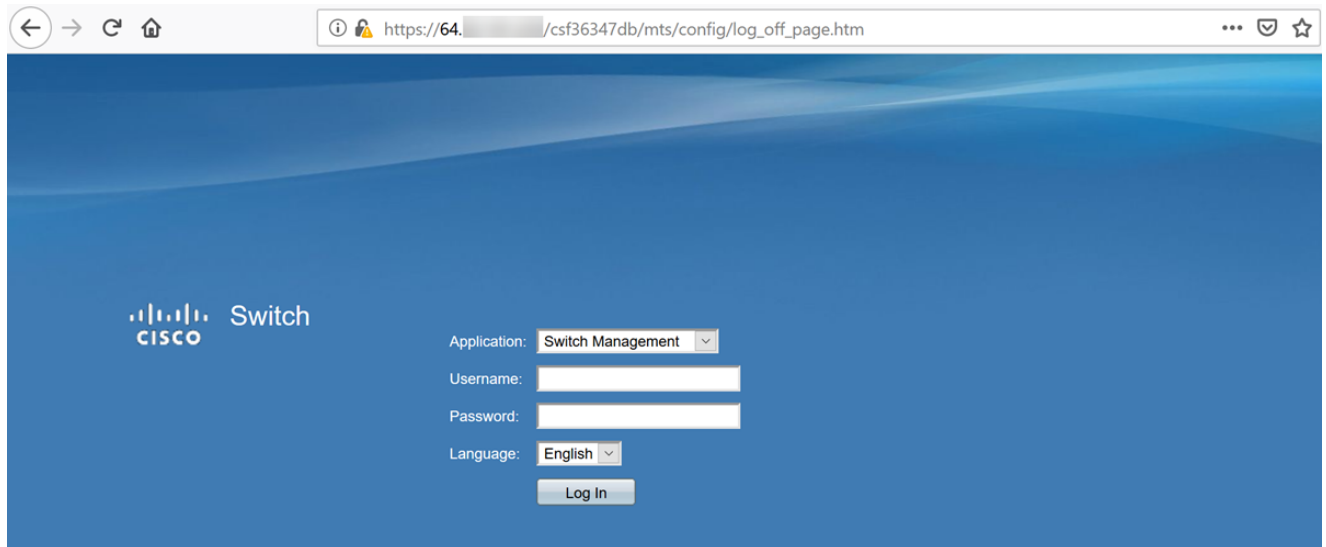 https://64. /csf36347db/mts/config/log_off_page.htm
CISCO
Switch
Application: Switch Management
Username:
Password:
Language: English
Log In